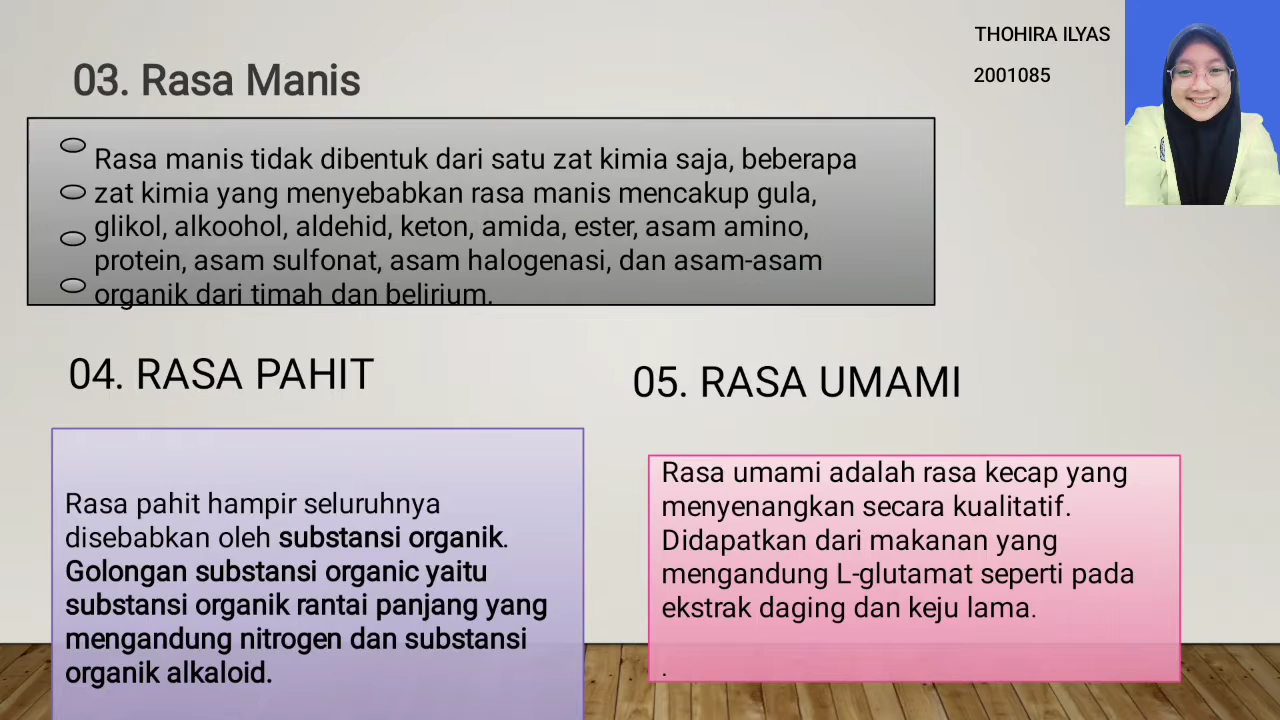 THOHIRA ILYAS
2001085
03. Rasa Manis
Rasa manis tidak dibentuk dari satu zat kimia saja, beberapa
zat kimia yang menyebabkan rasa manis mencakup gula,
glikol, alkoohol, aldehid, keton, amida, ester, asam amino,
protein, asam sulfonat, asam halogenasi, dan asam-asam
organik dari timah dan belirium.
04. RASA PAHIT
Rasa pahit hampir seluruhnya
disebabkan oleh substansi organik.
Golongan substansi organic yaitu
substansi organik rantai panjang yang
mengandung nitrogen dan substansi
organik alkaloid.
05. RASA UMAMI
Rasa umami adalah rasa kecap yang
menyenangkan secara kualitatif.
Didapatkan dari makanan yang
mengandung L-glutamat seperti pada
ekstrak daging dan keju lama.
.